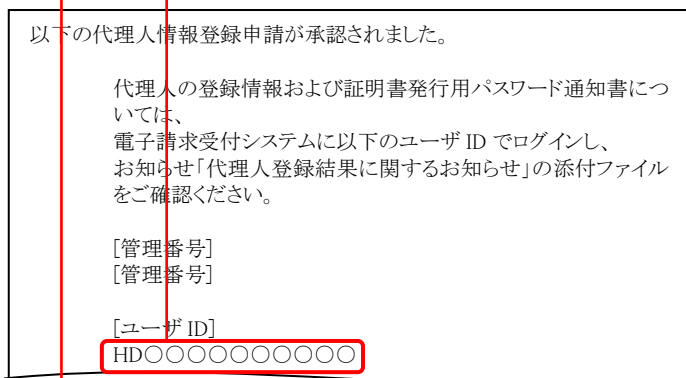 以下の代理人情報登録申請が承認されました。
代理人の登録情報および証明書発行用パスワード通知書につ
いては、
電子請求受付システムに以下のユーザ ID でログインし、
お知らせ「代理人登録結果に関するお知らせ」の添付ファイル
をご確認ください。
[管理番号]
[管理番号]
[ユーザ ID]
HD○○○○○○○○○○